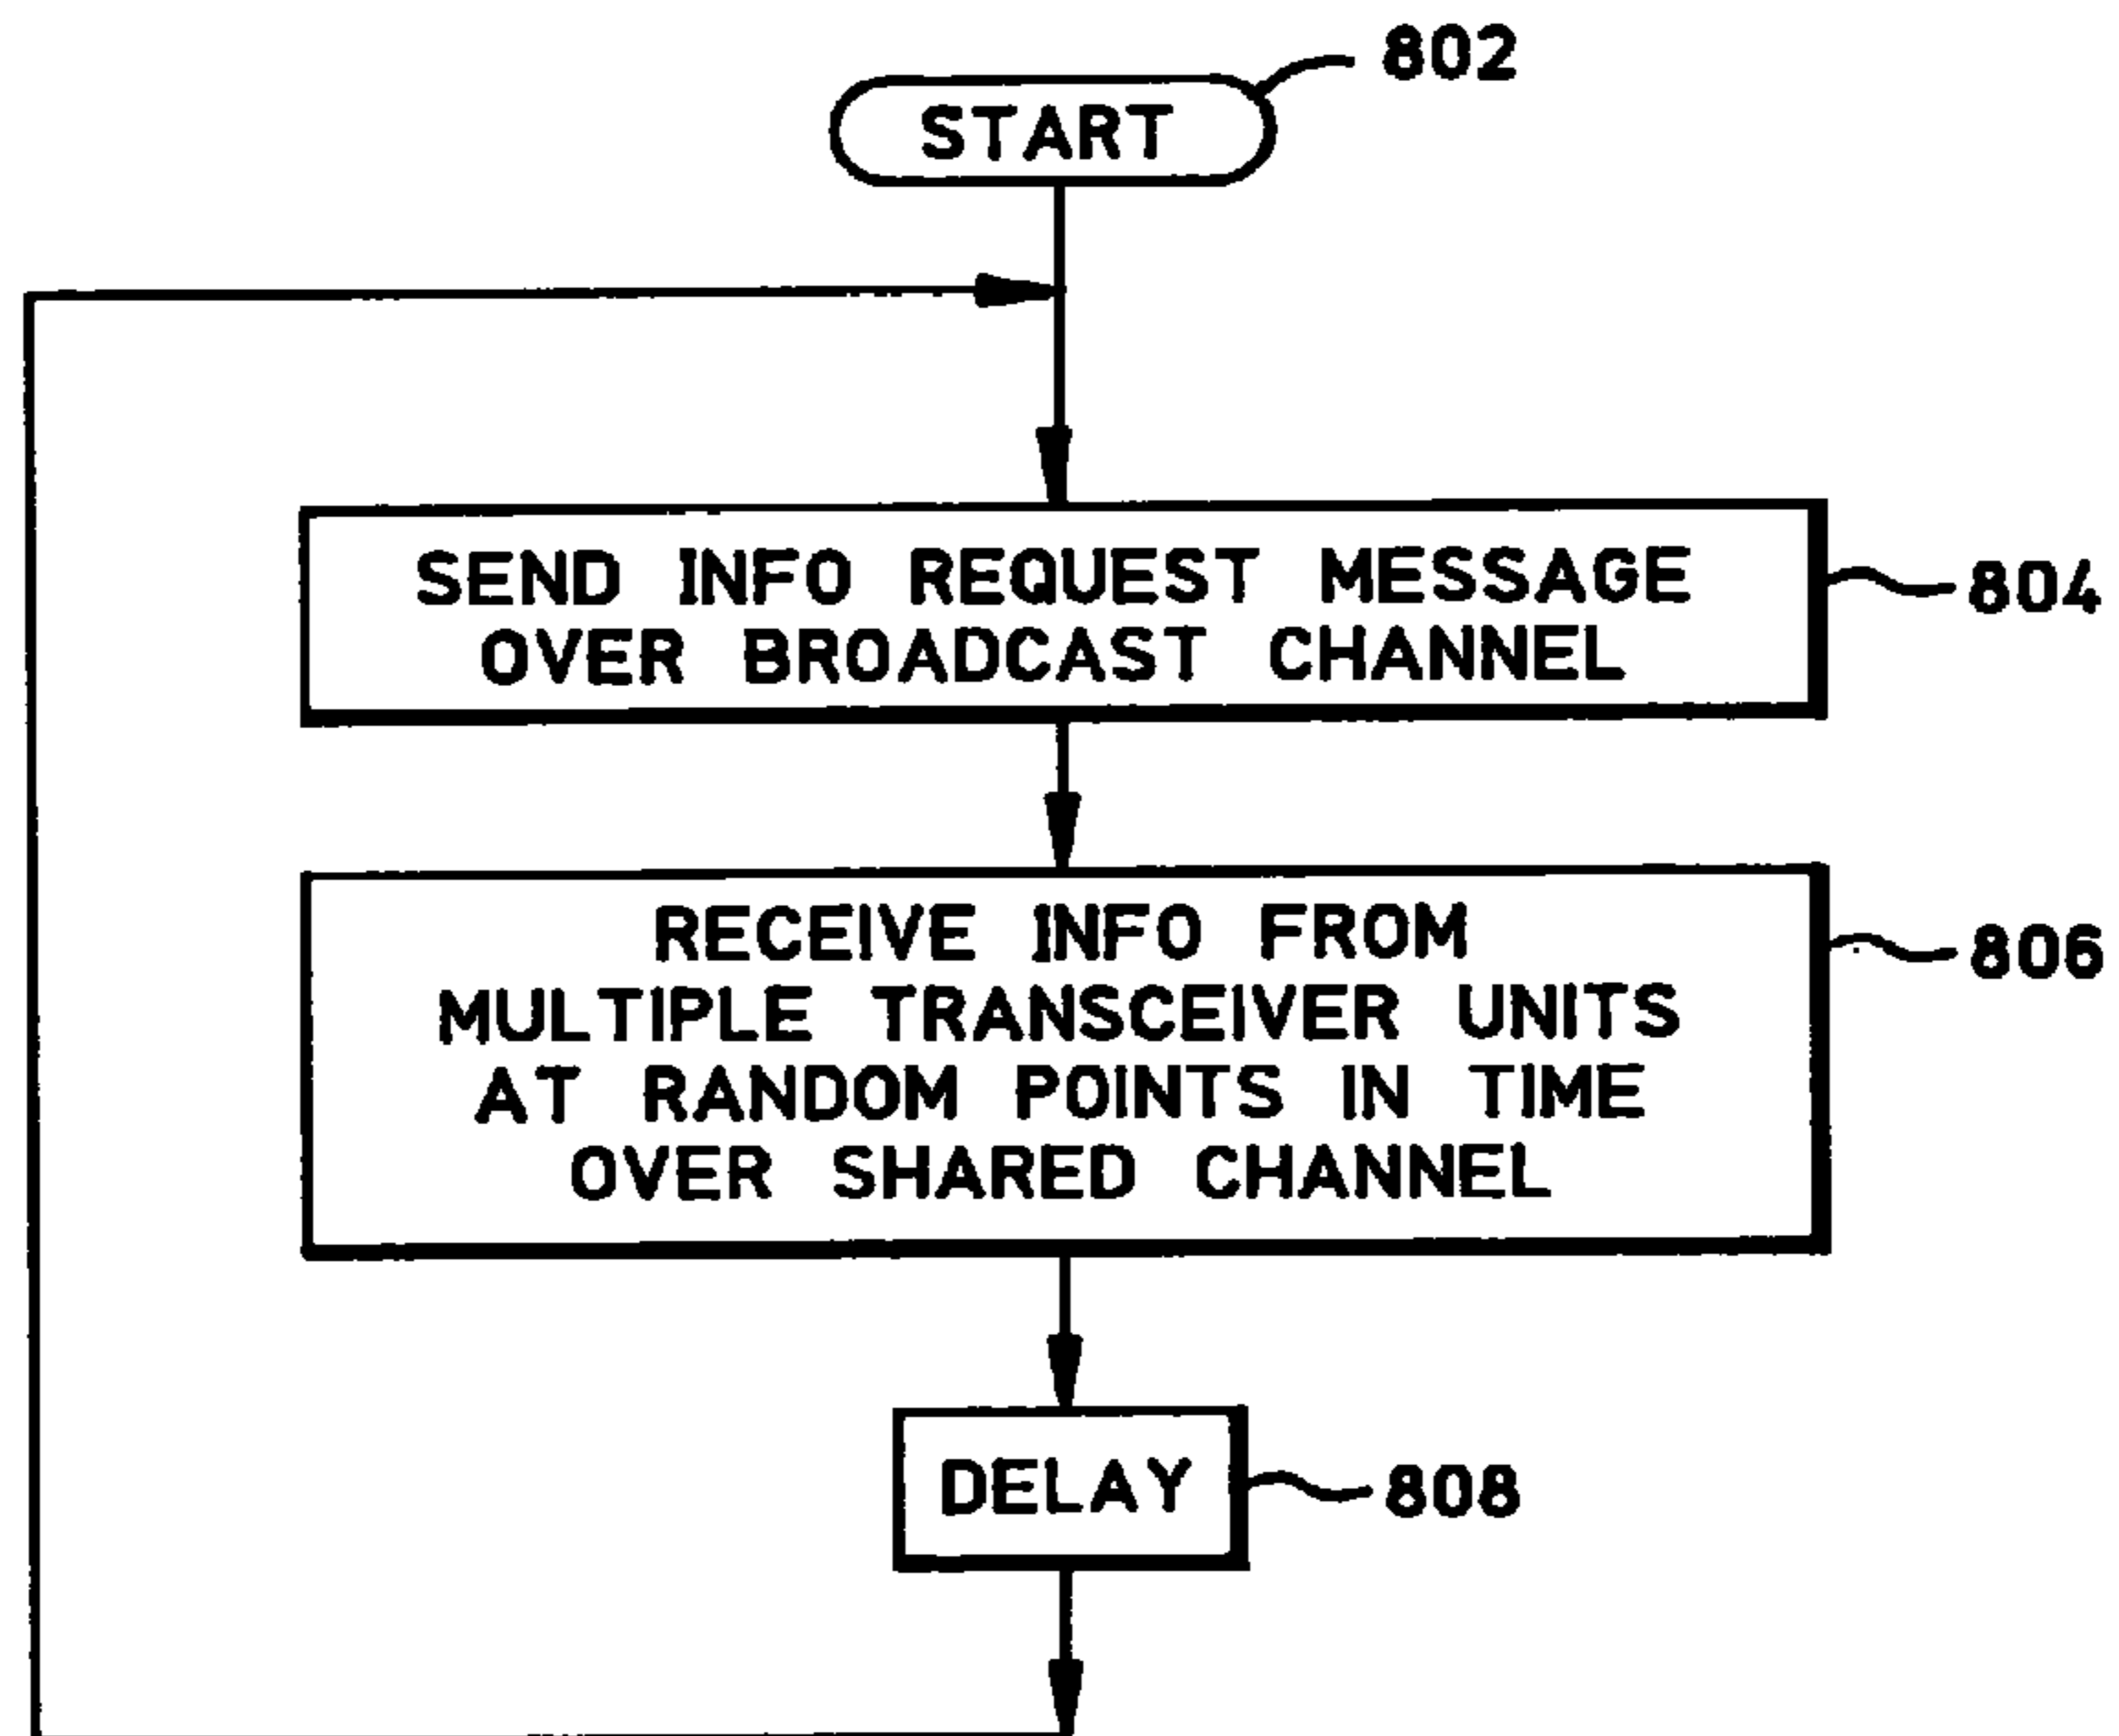 802
START
SEND INFO REQUEST MESSAGE
OVER BROADCAST CHANNEL
804
RECEIVE INFO FROM
MULTIPLE TRANSCEIVER UNITS
AT RANDOM POINTS IN TIME
OVER SHARED CHANNEL
806
DELAY
808